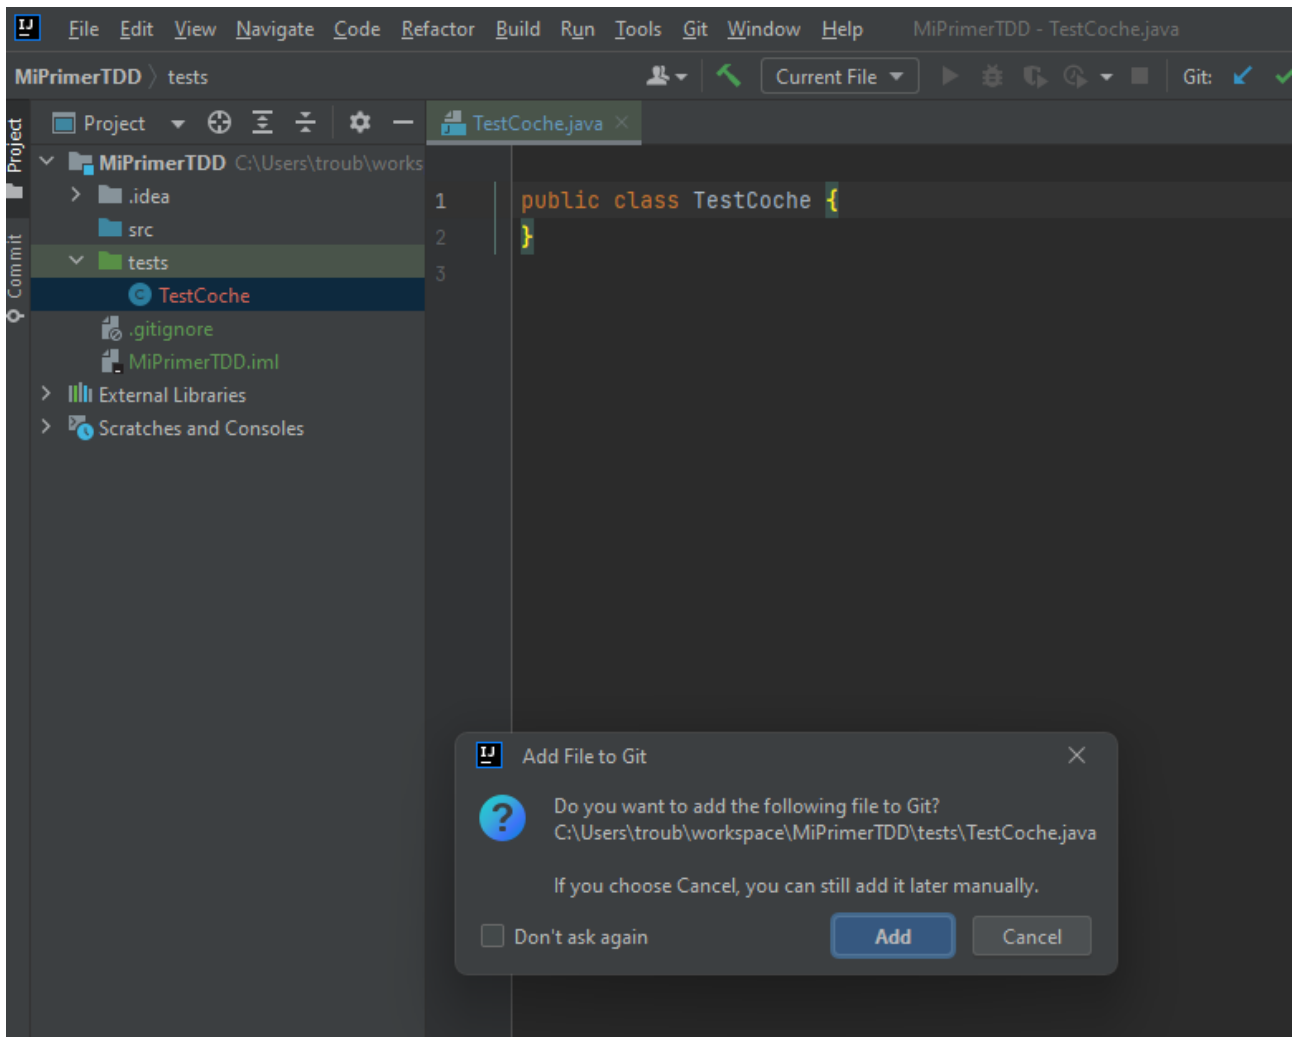 File Edit View Navigate Code Refactor Build Run Tools Git Window Help MiPrimerTDD - TestCoche.java
MiPrimerTDD tests Current File Git:
Project
Commit
Project
TestCoche.java
MiPrimerTDD C:\Users\troub\works
.idea
src
tests
TestCoche
.gitignore
MiPrimerTDD.iml
External Libraries
Scratches and Consoles
1 public class TestCoche {
2 }
3
Add File to Git
Do you want to add the following file to Git?
C:\Users\troub\workspace\MiPrimerTDD\tests\TestCoche.java
If you choose Cancel, you can still add it later manually.
Don't ask again Add Cancel